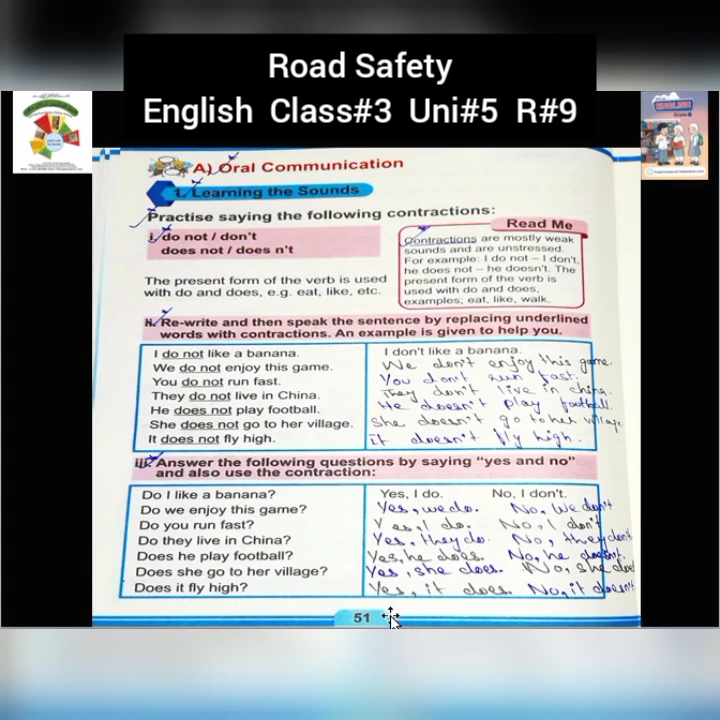 Road Safety
English Class#3 Uni#5 R#9
ENGLISH
A) Oral Communication
1. Learning the Sounds
Practise saying the following contractions:
i. do not / don't
does not / does n't
The present form of the verb is used
with do and does, e.g. eat, like, etc.
Read Me
Contractions are mostly weak
sounds and are unstressed.
For example: I do not – I don't,
he does not – he doesn't. The
present form of the verb is
used with do and does,
examples; eat, like, walk.
ii. Re-write and then speak the sentence by replacing underlined
words with contractions. An example is given to help you.
I do not like a banana. I don't like a banana.
We do not enjoy this game. We don't enjoy this game.
You do not run fast. You don't run fast.
They do not live in China. They don't live in china.
He does not play football. He doesn't play football.
She does not go to her village. She doesn't go to her village
It does not fly high. it doesn't fly high.
iii. Answer the following questions by saying "yes and no"
and also use the contraction:
Do I like a banana? Yes, I do. No, I don't.
Do we enjoy this game? Yes, we do. No, We don't
Do you run fast? Yes, I do. No, I don't
Do they live in China? Yes, they do. No, they don't
Does he play football? Yes, he does. No, he doesn't.
Does she go to her village? Yes, she does. No, she does
Does it fly high? Yes, it does. No, it doesn't
51